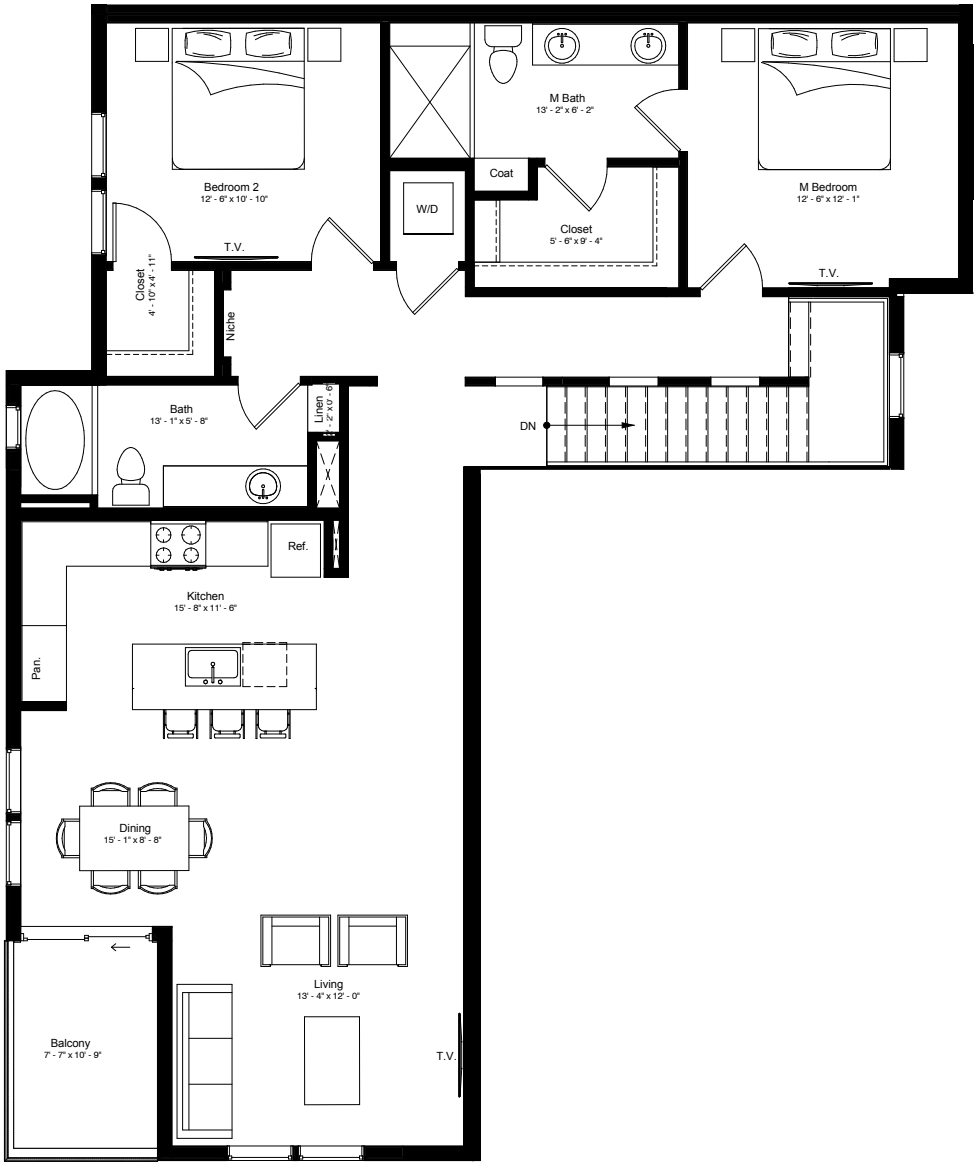 M Bath
13' - 2" x 6' - 2"
Coat
Bedroom 2
12' - 6" x 10' - 10"
T.V.
W/D
M Bedroom
12' - 6" x 12' - 1"
T.V.
Closet
5' - 6" x 9' - 4"
Closet
4' - 10" x 4' - 11"
Niche
Bath
13' - 1" x 5' - 8"
Linen
' - 2" x 0' - 6"
DN
Ref.
Kitchen
15' - 8" x 11' - 6"
Pan.
Dining
15' - 1" x 8' - 8"
Living
13' - 4" x 12' - 0"
Balcony
7' - 7" x 10' - 9"
T.V.